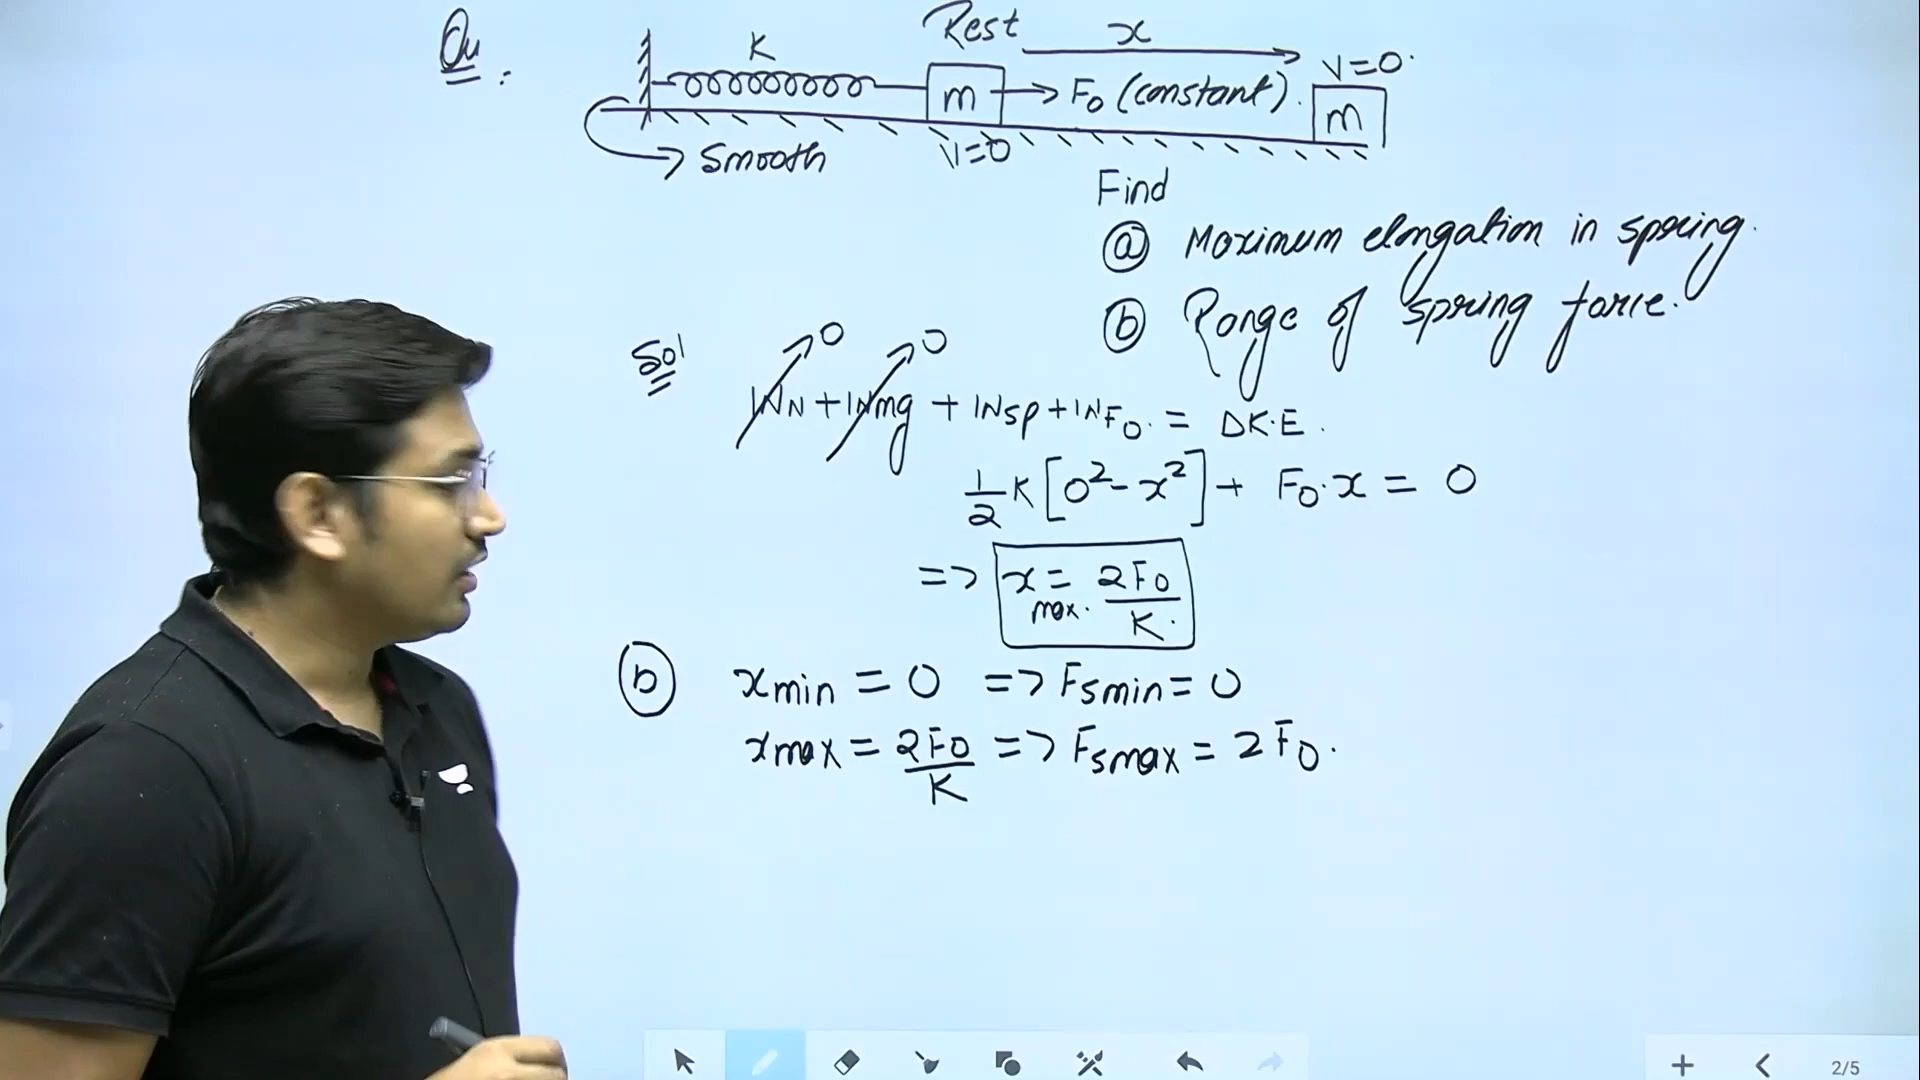 Qu:
K
Rest
x
V=0.
m
F₀ (constant).
m
Smooth
V=0
Find
(a) Maximum elongation in spring.
(b) Range of spring force.
Sol
WN + Wmg + Wsp + WF₀. = ΔK.E.
0
0
1/2 K [0² - x²] + F₀.x = 0
=> x max. = 2F₀/K.
(b) xmin = 0 => Fsmin = 0
xmax = 2F₀/K => Fsmax = 2F₀.
2/5